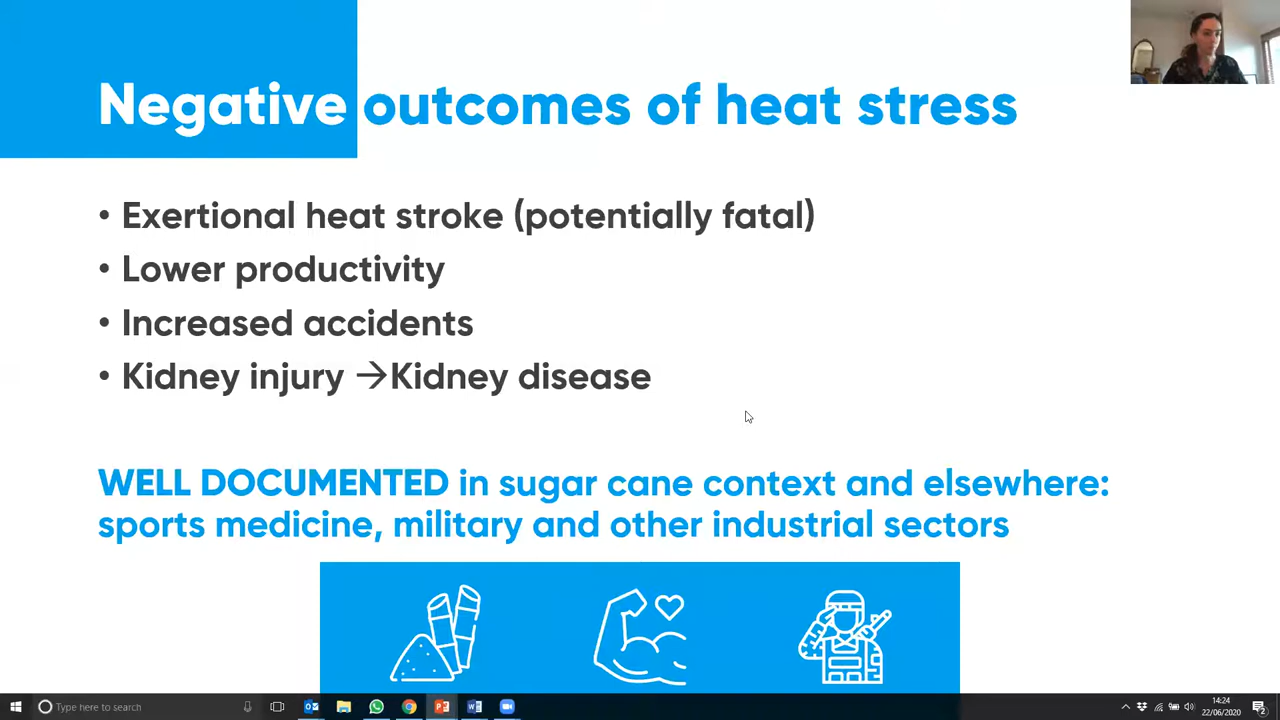 Negative outcomes of heat stress
• Exertional heat stroke (potentially fatal)
• Lower productivity
• Increased accidents
• Kidney injury →Kidney disease
WELL DOCUMENTED in sugar cane context and elsewhere:
sports medicine, military and other industrial sectors
Type here to search
14:24
22/06/2020